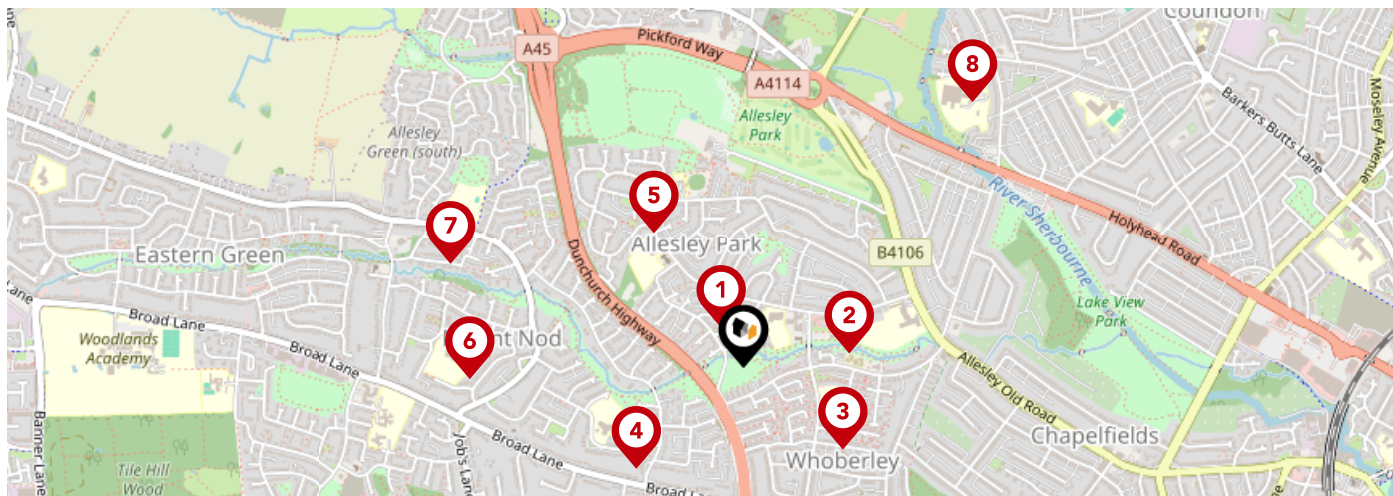 Lane
Coundon
Pickford Way
A45
8
A4114
Barkers Butts Lane
Moseley Avenue
Allesley
Park
Allesley
Green (south)
5
River Sherbourne
7
Allesley Park
Holyhead Road
Eastern Green
B4106
Dunchurch Highway
Lane
1
Lake View
Park
2
Broad Lane
Woodlands
Academy
6
nt Nod
Broad Lane
Allesley Old Road
3
4
Chapelfields
Broad Lane
Job's Lane
Whoberley
Banner Lane
Tile Hill
Wood
Broad L